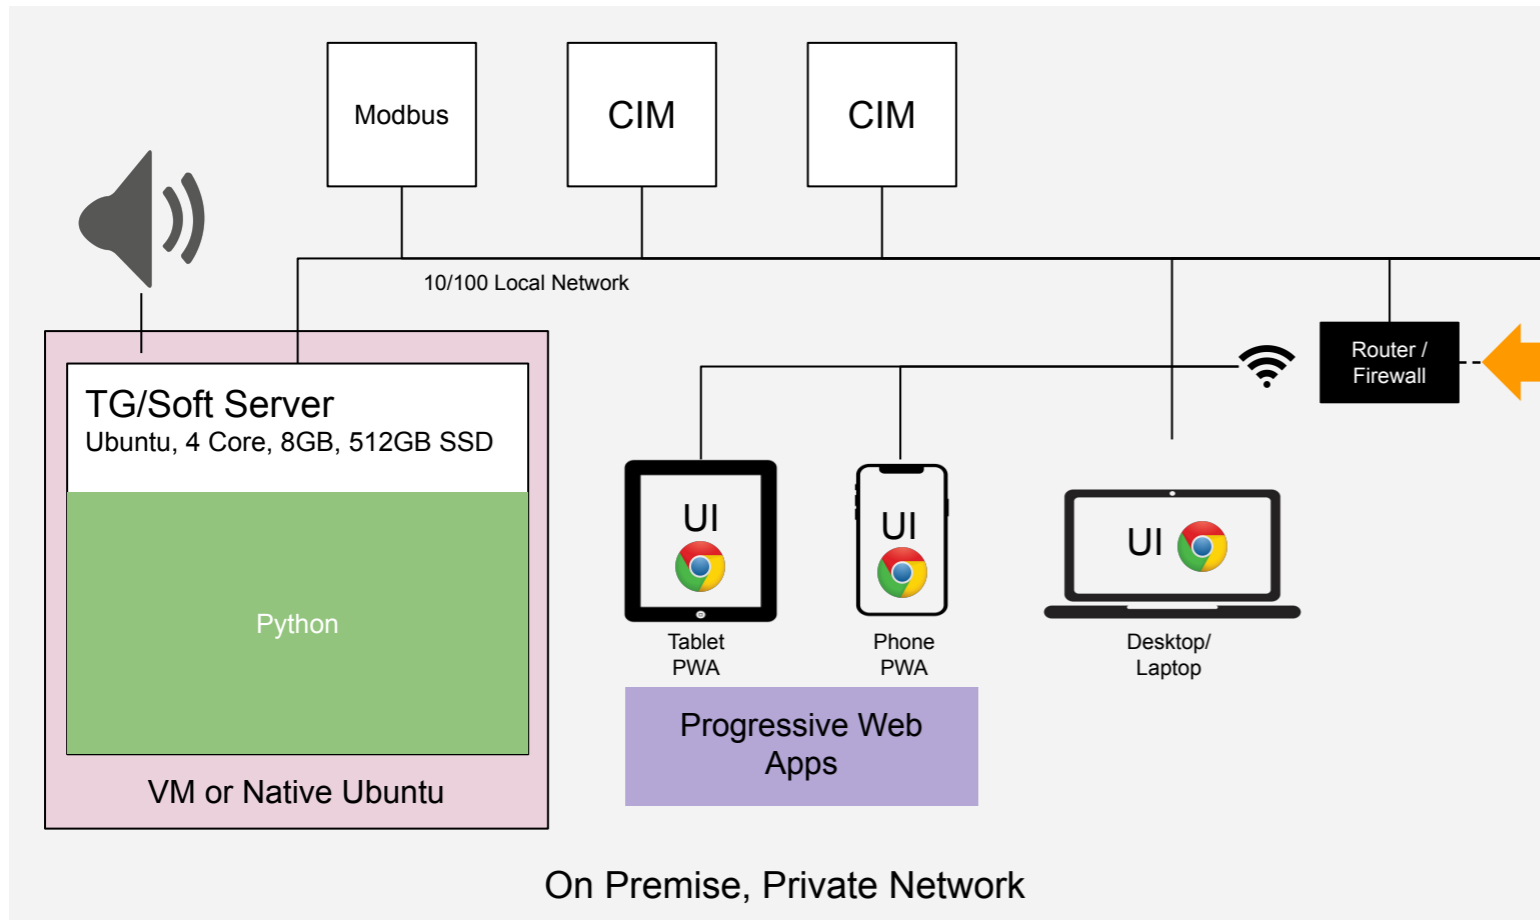 Modbus
CIM
CIM
10/100 Local Network
Router /
Firewall
TG/Soft Server
Ubuntu, 4 Core, 8GB, 512GB SSD
Python
VM or Native Ubuntu
UI
UI
UI
Tablet
PWA
Phone
PWA
Desktop/
Laptop
Progressive Web
Apps
On Premise, Private Network